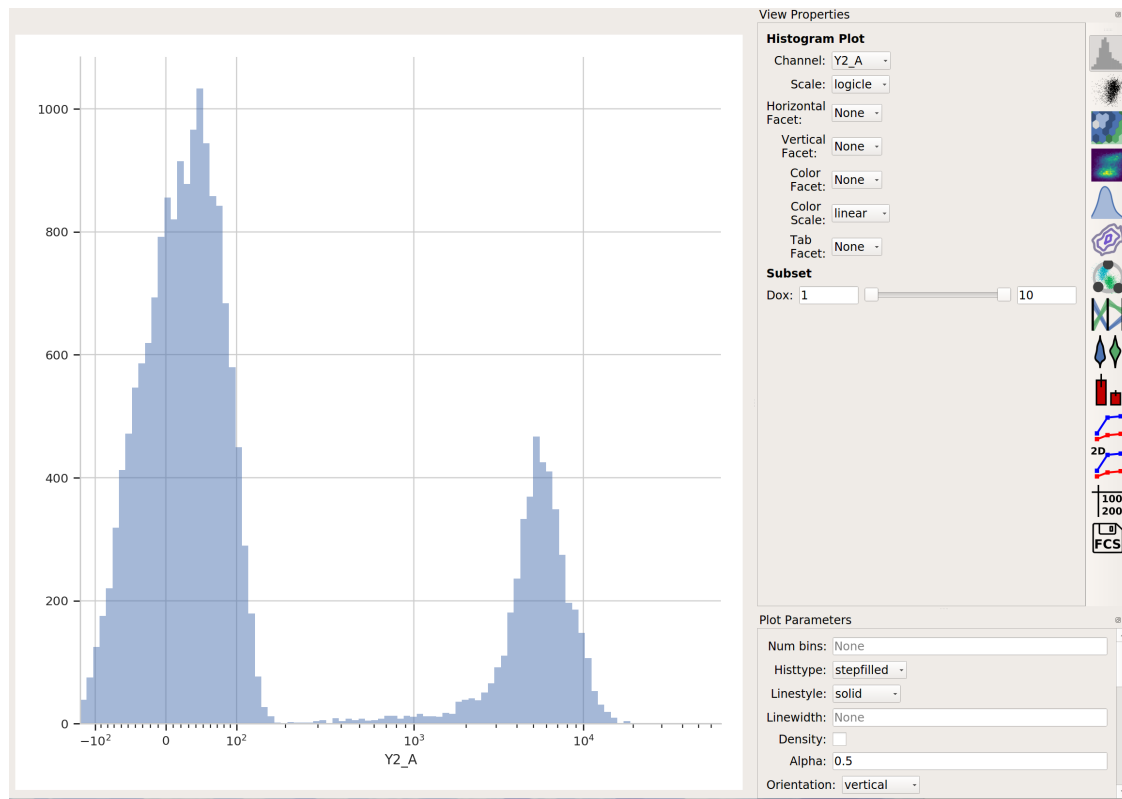 View Properties
Histogram Plot
Channel: Y2_A
Scale: logicle
Horizontal
Facet: None
Vertical
Facet: None
Color
Facet: None
Color
Scale: linear
Tab
Facet: None
Subset
Dox: 1 10
2D
100
200
FCS
Plot Parameters
Num bins: None
Histtype: stepfilled
Linestyle: solid
Linewidth: None
Density:
Alpha: 0.5
Orientation: vertical
1000
800
600
400
200
0
−10² 0 10² 10³ 10⁴
Y2_A